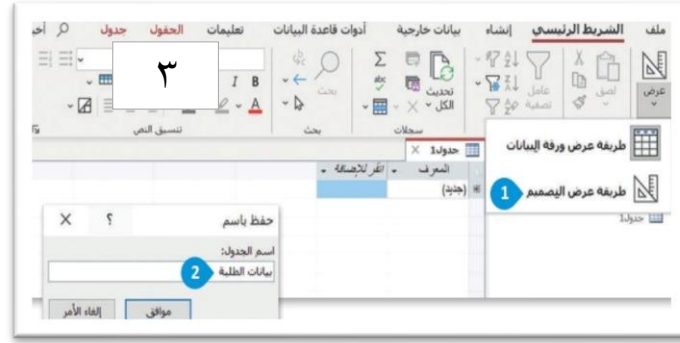 ملف الشريط الرئيسي إنشاء بيانات خارجية أدوات قاعدة البيانات تعليمات الحقول جدول
عرض
لصق
عامل تصفية
تحديث الكل
بحث
B I
A
سجلات
بحث
تنسيق النص
٣
طريقة عرض ورقة البيانات
طريقة عرض التصميم 1
جدول1
جدول1 ×
المعرف انقر للإضافة
(جديد)
حفظ باسم ? ×
اسم الجدول:
بيانات الطلبة 2
موافق إلغاء الأمر